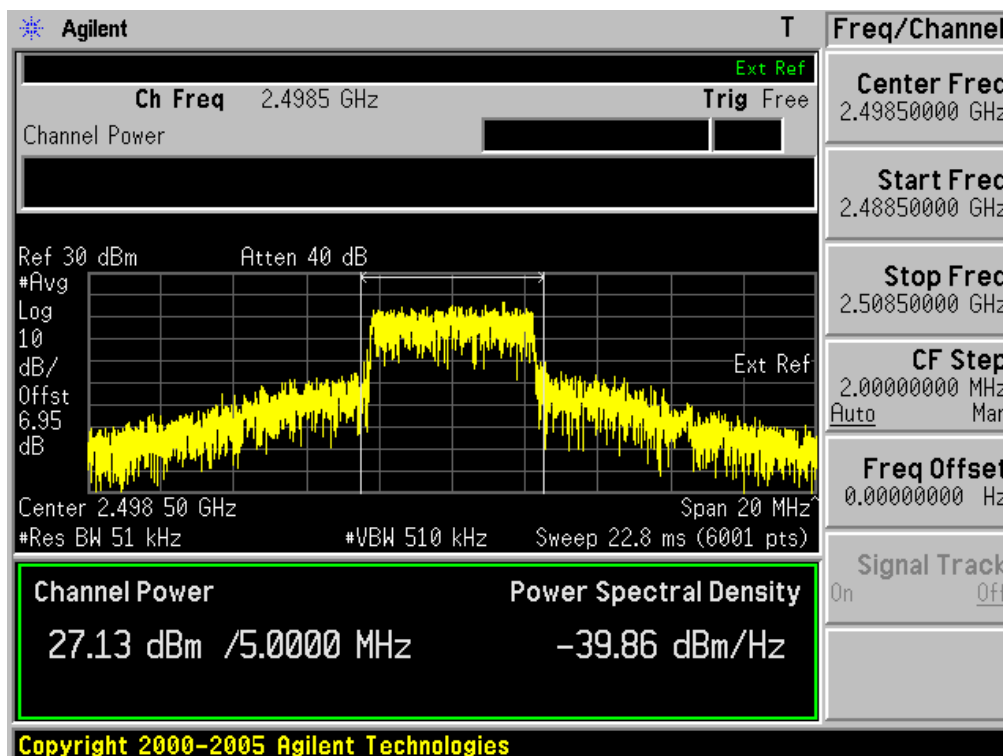 Agilent
T
Freq/Channel
Ext Ref
Ch Freq 2.4985 GHz
Trig Free
Channel Power
Center Freq
2.49850000 GHz
Start Freq
2.48850000 GHz
Stop Freq
2.50850000 GHz
CF Step
2.00000000 MHz
Auto Man
Freq Offset
0.00000000 Hz
Signal Track
On Off
Ref 30 dBm
Atten 40 dB
#Avg
Log
10
dB/
Offst
6.95
dB
Ext Ref
Center 2.498 50 GHz
Span 20 MHz^
#Res BW 51 kHz
#VBW 510 kHz
Sweep 22.8 ms (6001 pts)
Channel Power
Power Spectral Density
27.13 dBm /5.0000 MHz
-39.86 dBm/Hz
Copyright 2000-2005 Agilent Technologies